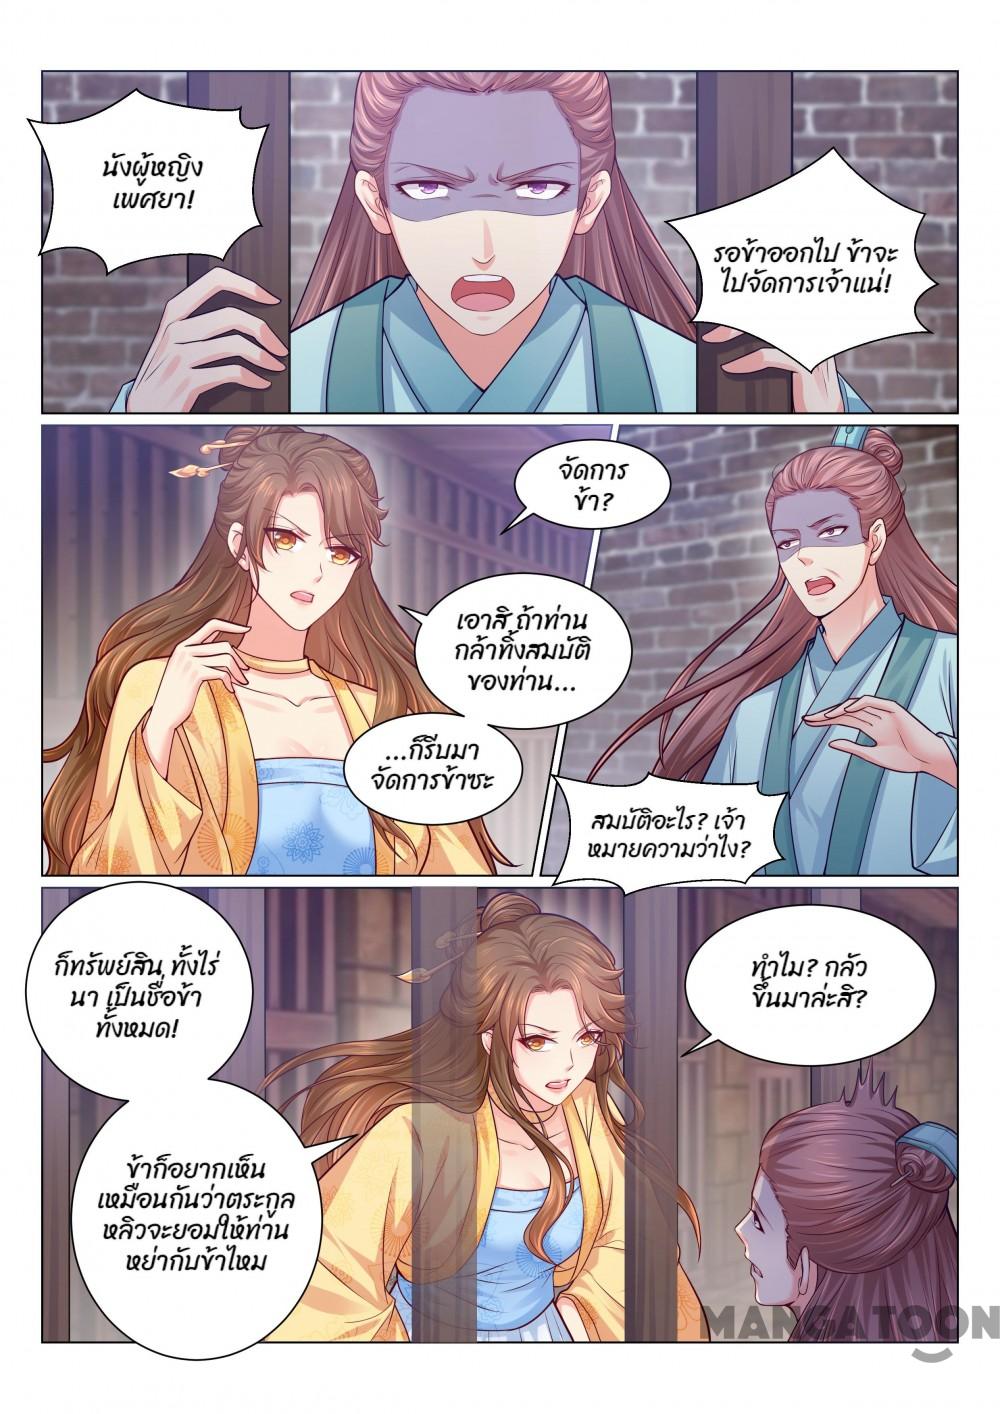 นังผู้หญิง
เพศยา!
รอข้าออกไป ข้าจะ
ไปจัดการเจ้าแน่!
จัดการ
ข้า?
เอาสิ ถ้าท่าน
กล้าทิ้งสมบัติ
ของท่าน...
...ก็รีบมา
จัดการข้าซะ
สมบัติอะไร? เจ้า
หมายความว่าไง?
ก็ทรัพย์สิน ทั้งไร่
นา เป็นชื่อข้า
ทั้งหมด!
ทำไม? กลัว
ขึ้นมาล่ะสิ?
ข้าก็อยากเห็น
เหมือนกันว่าตระกูล
หลิวจะยอมให้ท่าน
หย่ากับข้าไหม
MANGATOON